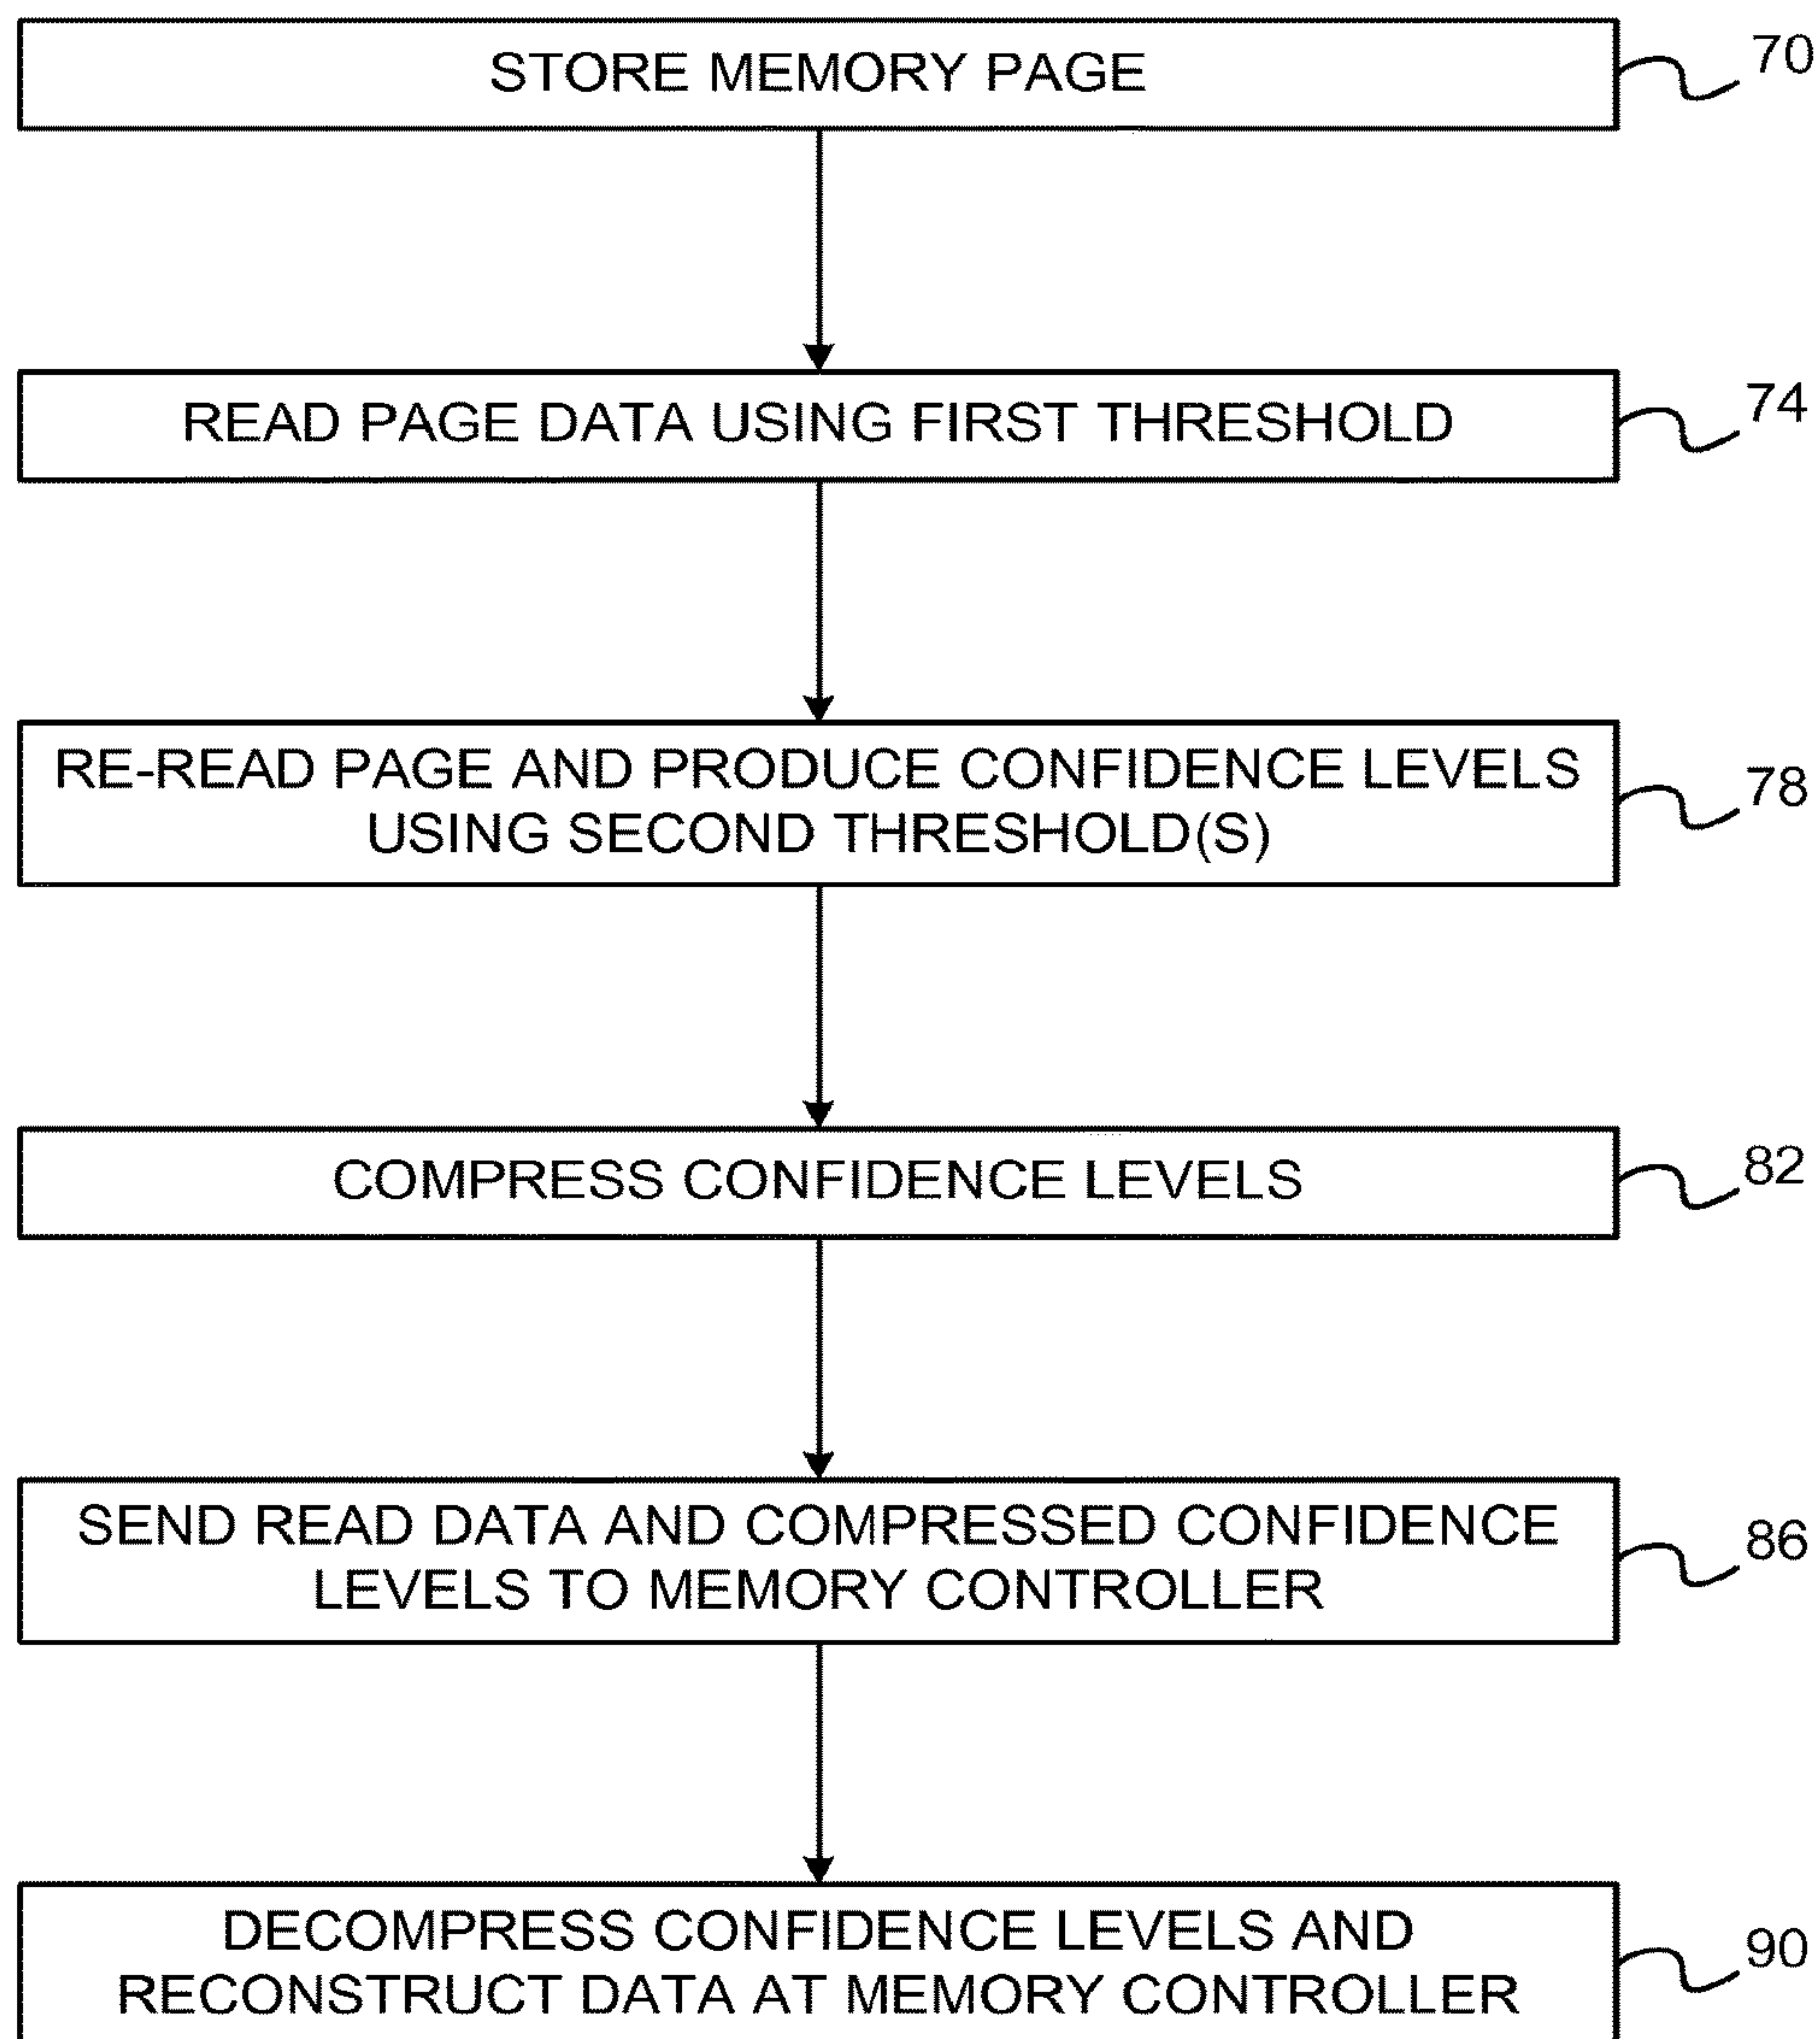 STORE MEMORY PAGE
70
READ PAGE DATA USING FIRST THRESHOLD
74
RE-READ PAGE AND PRODUCE CONFIDENCE LEVELS
USING SECOND THRESHOLD(S)
78
COMPRESS CONFIDENCE LEVELS
82
SEND READ DATA AND COMPRESSED CONFIDENCE
LEVELS TO MEMORY CONTROLLER
86
DECOMPRESS CONFIDENCE LEVELS AND
RECONSTRUCT DATA AT MEMORY CONTROLLER
90